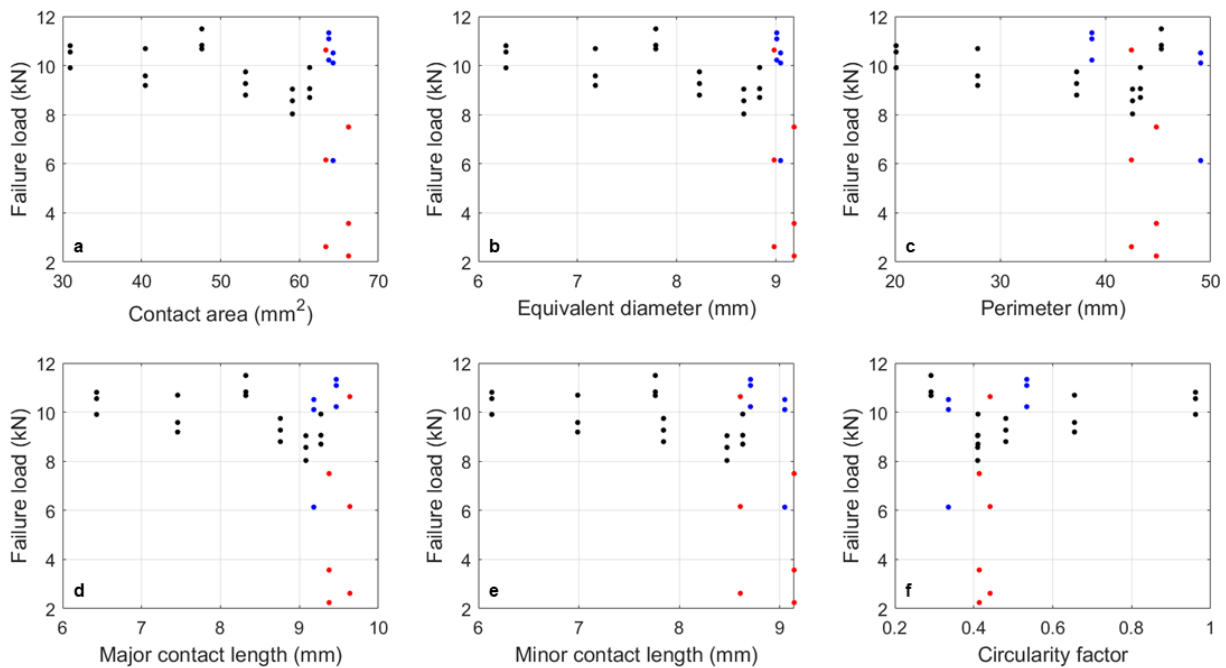 12
10
8
6
4
2
Failure load (kN)
a
30 40 50 60 70
Contact area (mm²)
12
10
8
6
4
2
Failure load (kN)
b
6 7 8 9
Equivalent diameter (mm)
12
10
8
6
4
2
Failure load (kN)
c
20 30 40 50
Perimeter (mm)
12
10
8
6
4
2
Failure load (kN)
d
6 7 8 9 10
Major contact length (mm)
12
10
8
6
4
2
Failure load (kN)
e
6 7 8 9
Minor contact length (mm)
12
10
8
6
4
2
Failure load (kN)
f
0.2 0.4 0.6 0.8 1
Circularity factor